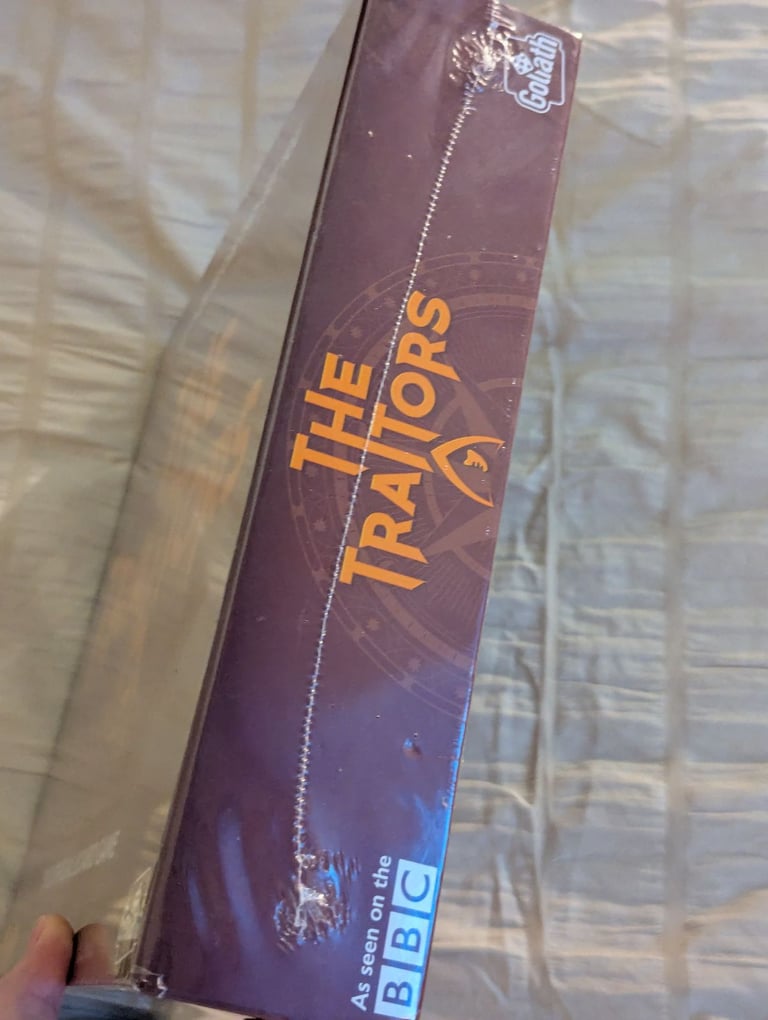 As seen on the
BBC
THE
TRAITORS
Goliath